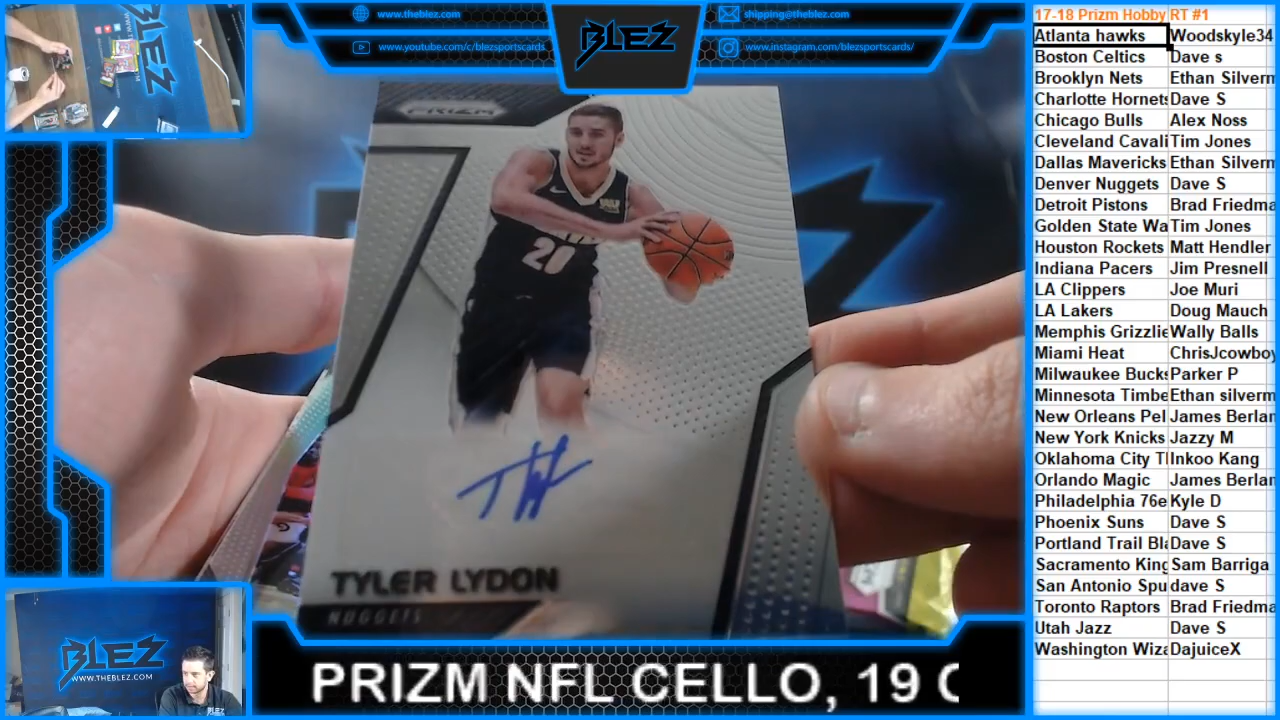 www.theblez.com
www.youtube.com/c/blezsportscards
BLEZ
shipping@theblez.com
www.instagram.com/blezsportscards/
PRIZM
20
TYLER LYDON
NUGGETS
BLEZ
WWW.THEBLEZ.COM
PRIZM NFL CELLO, 19
17-18 Prizm Hobby RT #1
Atlanta hawks Woodskyle34
Boston Celtics Dave s
Brooklyn Nets Ethan Silverm
Charlotte Hornets Dave S
Chicago Bulls Alex Noss
Cleveland Cavali Tim Jones
Dallas Mavericks Ethan Silverm
Denver Nuggets Dave S
Detroit Pistons Brad Friedma
Golden State Wa Tim Jones
Houston Rockets Matt Hendler
Indiana Pacers Jim Presnell
LA Clippers Joe Muri
LA Lakers Doug Mauch
Memphis Grizzlie Wally Balls
Miami Heat ChrisJcowboy
Milwaukee Bucks Parker P
Minnesota Timbe Ethan silverm
New Orleans Pel James Berlan
New York Knicks Jazzy M
Oklahoma City Inkoo Kang
Orlando Magic James Berlan
Philadelphia 76e Kyle D
Phoenix Suns Dave S
Portland Trail Bla Dave S
Sacramento King Sam Barriga
San Antonio Spu dave S
Toronto Raptors Brad Friedma
Utah Jazz Dave S
Washington Wiza DajuiceX